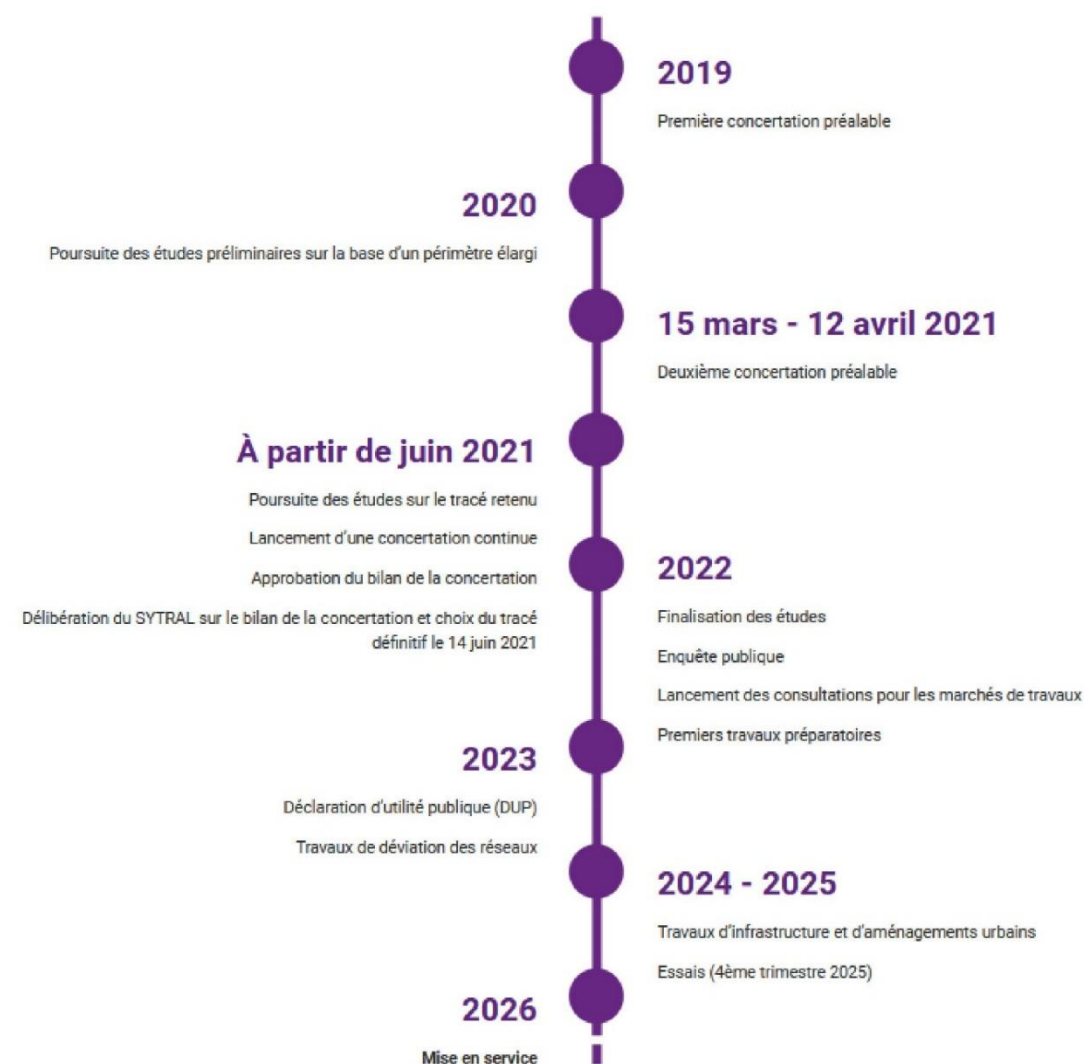 2019
Première concertation préalable
2020
Poursuite des études préliminaires sur la base d'un périmètre élargi
15 mars - 12 avril 2021
Deuxième concertation préalable
À partir de juin 2021
Poursuite des études sur le tracé retenu
Lancement d'une concertation continue
Approbation du bilan de la concertation
Délibération du SYTRAL sur le bilan de la concertation et choix du tracé
définitif le 14 juin 2021
2022
Finalisation des études
Enquête publique
Lancement des consultations pour les marchés de travaux
Premiers travaux préparatoires
2023
Déclaration d'utilité publique (DUP)
Travaux de déviation des réseaux
2024 - 2025
Travaux d'infrastructure et d'aménagements urbains
Essais (4ème trimestre 2025)
2026
Mise en service